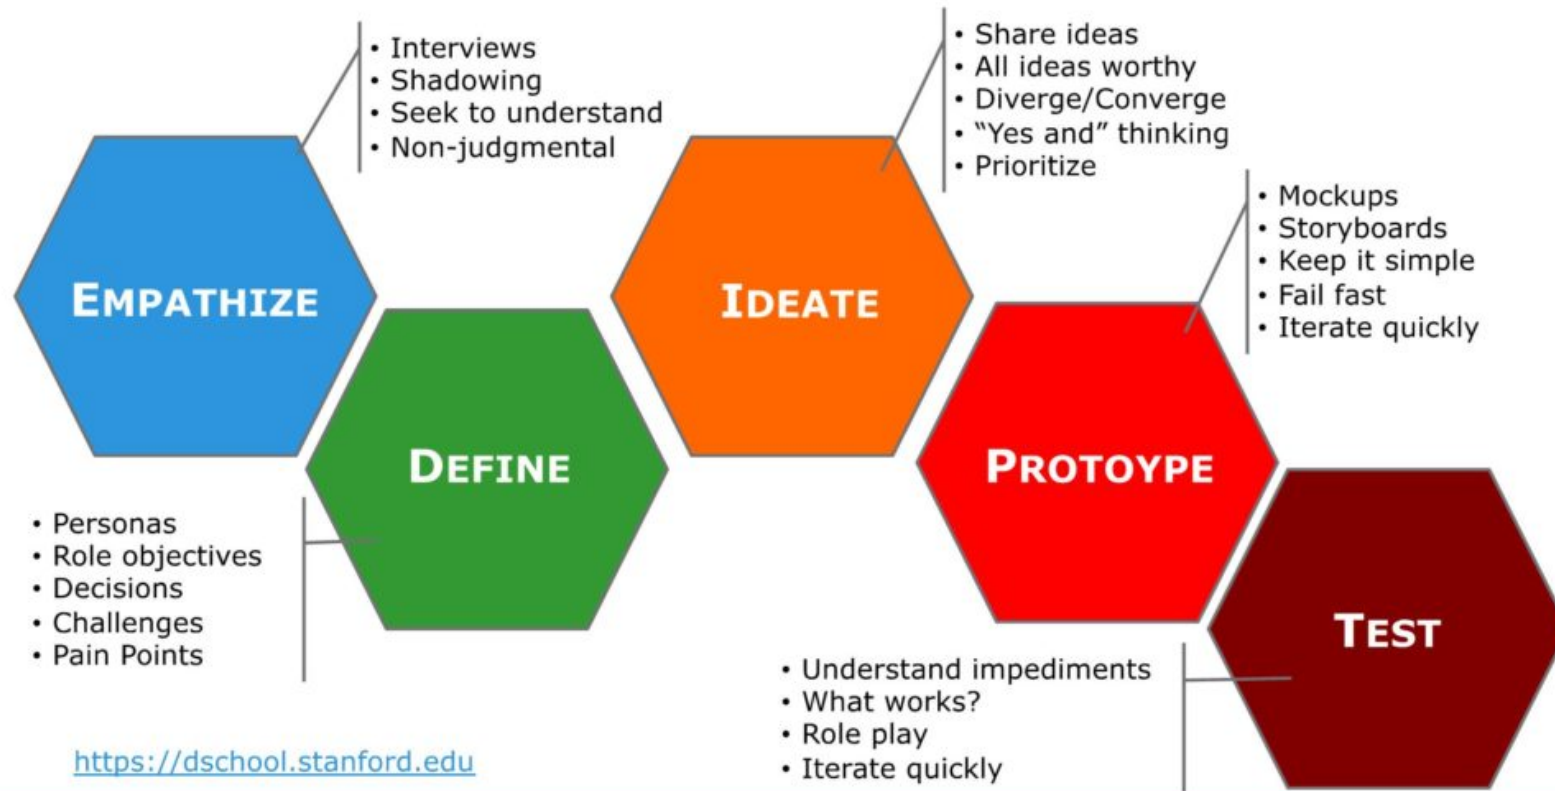 EMPATHIZE
• Interviews
• Shadowing
• Seek to understand
• Non-judgmental
DEFINE
• Personas
• Role objectives
• Decisions
• Challenges
• Pain Points
IDEATE
• Share ideas
• All ideas worthy
• Diverge/Converge
• “Yes and” thinking
• Prioritize
PROTOYPE
• Mockups
• Storyboards
• Keep it simple
• Fail fast
• Iterate quickly
TEST
• Understand impediments
• What works?
• Role play
• Iterate quickly
https://dschool.stanford.edu